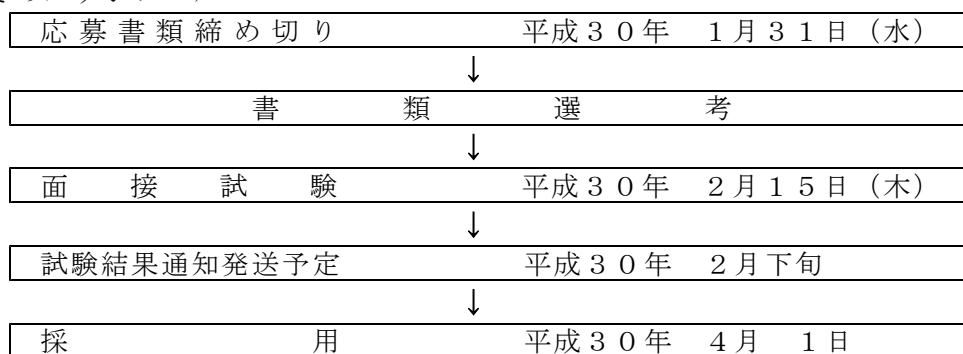 応募書類締め切り 平成30年 1月31日(水)
↓
書類選考
↓
面接試験 平成30年 2月15日(木)
↓
試験結果通知発送予定 平成30年 2月下旬
↓
採用 平成30年 4月 1日